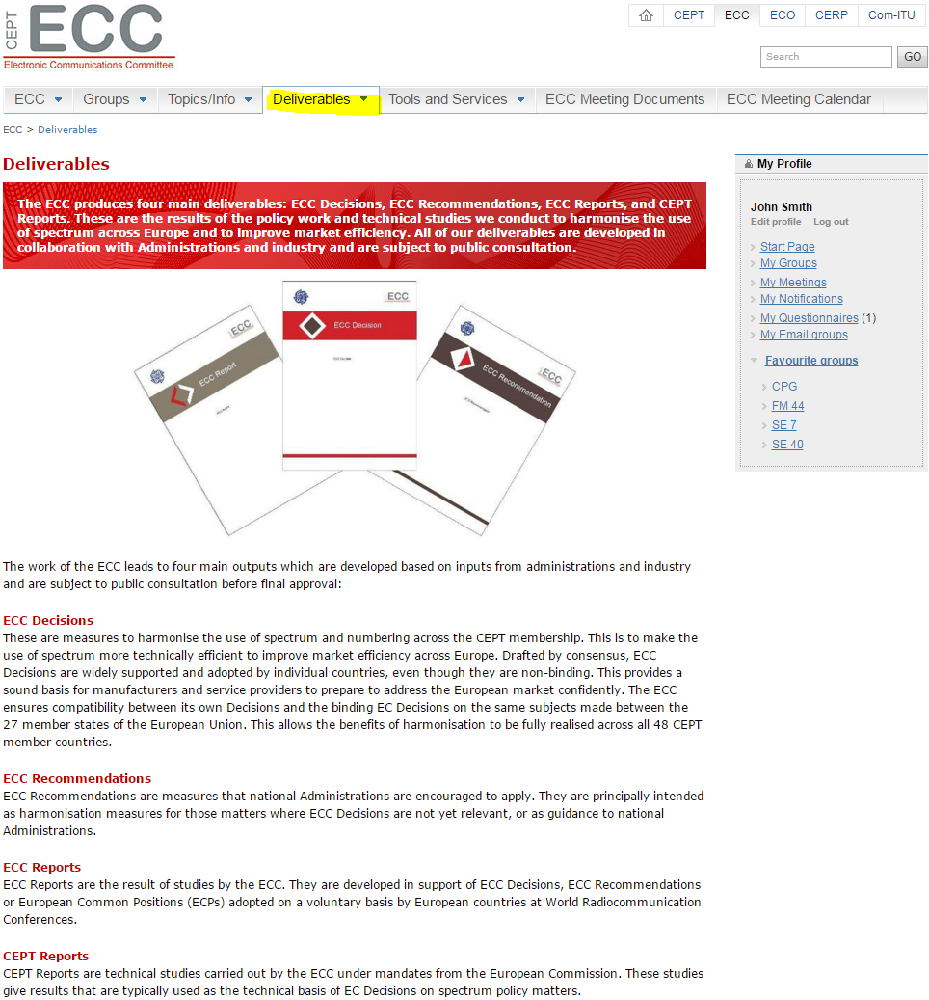 CEPT
ECC
Electronic Communications Committee
CEPT ECC ECO CERP Com-ITU
Search GO
ECC Groups Topics/Info Deliverables Tools and Services ECC Meeting Documents ECC Meeting Calendar
ECC > Deliverables
Deliverables
The ECC produces four main deliverables: ECC Decisions, ECC Recommendations, ECC Reports, and CEPT
Reports. These are the results of the policy work and technical studies we conduct to harmonise the use
of spectrum across Europe and to improve market efficiency. All of our deliverables are developed in
collaboration with Administrations and industry and are subject to public consultation.
ECC
ECC Report
ECC
ECC Decision
ECC
ECC Recommendation
The work of the ECC leads to four main outputs which are developed based on inputs from administrations and industry
and are subject to public consultation before final approval:
ECC Decisions
These are measures to harmonise the use of spectrum and numbering across the CEPT membership. This is to make the
use of spectrum more technically efficient to improve market efficiency across Europe. Drafted by consensus, ECC
Decisions are widely supported and adopted by individual countries, even though they are non-binding. This provides a
sound basis for manufacturers and service providers to prepare to address the European market confidently. The ECC
ensures compatibility between its own Decisions and the binding EC Decisions on the same subjects made between the
27 member states of the European Union. This allows the benefits of harmonisation to be fully realised across all 48 CEPT
member countries.
ECC Recommendations
ECC Recommendations are measures that national Administrations are encouraged to apply. They are principally intended
as harmonisation measures for those matters where ECC Decisions are not yet relevant, or as guidance to national
Administrations.
ECC Reports
ECC Reports are the result of studies by the ECC. They are developed in support of ECC Decisions, ECC Recommendations
or European Common Positions (ECPs) adopted on a voluntary basis by European countries at World Radiocommunication
Conferences.
CEPT Reports
CEPT Reports are technical studies carried out by the ECC under mandates from the European Commission. These studies
give results that are typically used as the technical basis of EC Decisions on spectrum policy matters.
My Profile
John Smith
Edit profile Log out
Start Page
My Groups
My Meetings
My Notifications
My Questionnaires (1)
My Email groups
Favourite groups
CPG
FM 44
SE 7
SE 40